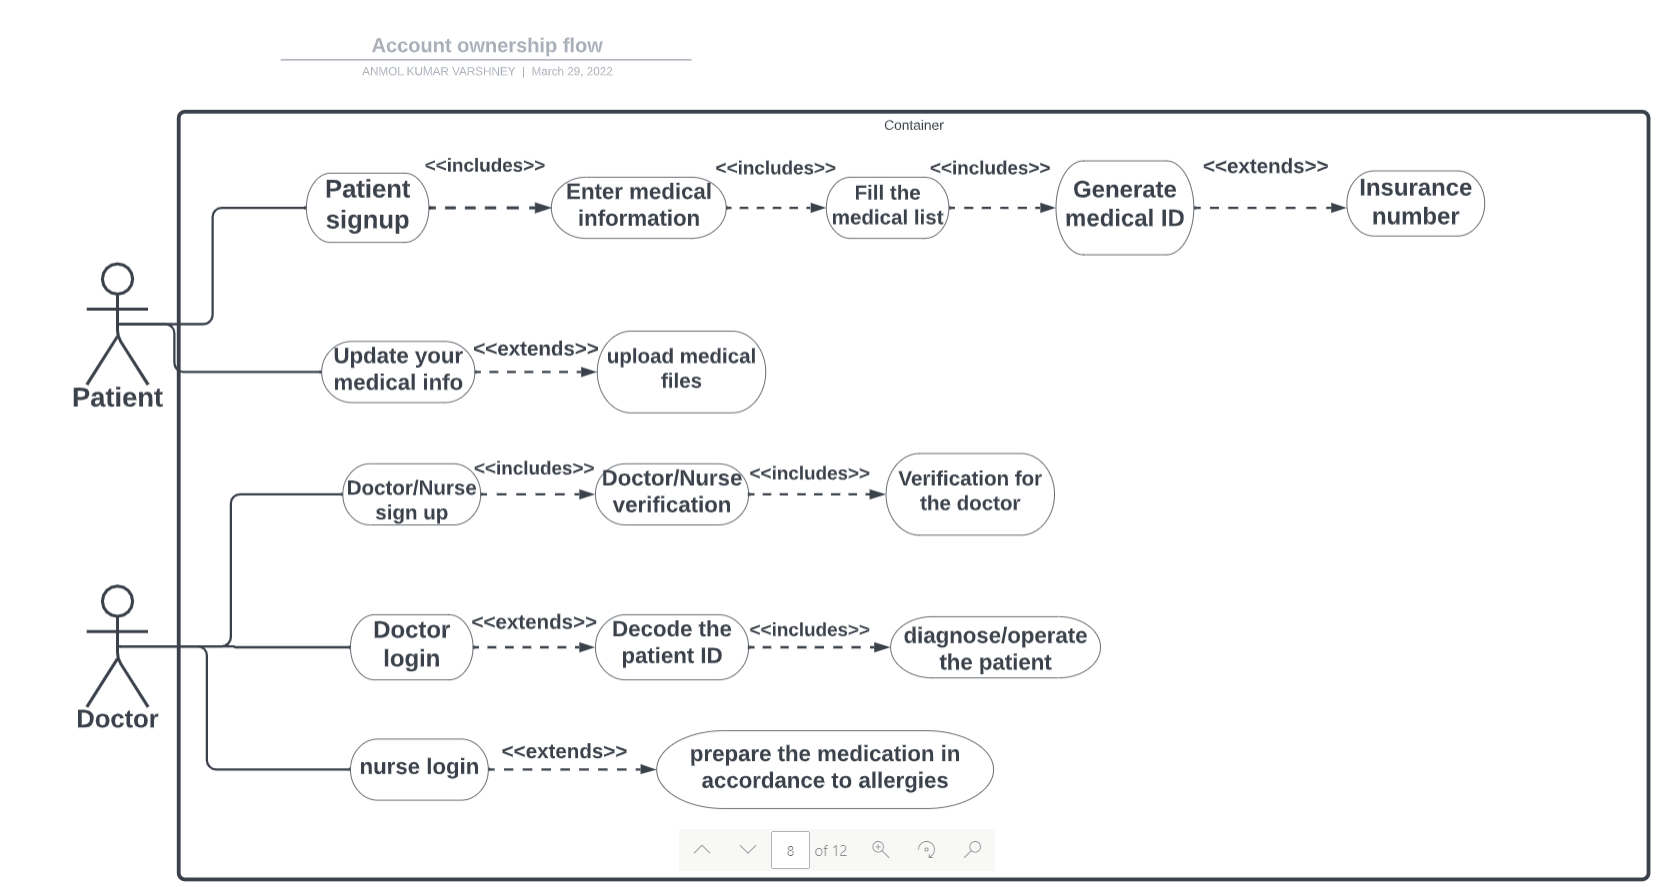 Account ownership flow
ANMOL KUMAR VARSHNEY | March 29, 2022
Container
<<includes>>
<<includes>>
<<includes>>
<<extends>>
Patient
signup
Enter medical
information
Fill the
medical list
Generate
medical ID
Insurance
number
Patient
Update your
medical info
<<extends>>
upload medical
files
Doctor/Nurse
sign up
<<includes>>
Doctor/Nurse
verification
<<includes>>
Verification for
the doctor
Doctor
Doctor
login
<<extends>>
Decode the
patient ID
<<includes>>
diagnose/operate
the patient
nurse login
<<extends>>
prepare the medication in
accordance to allergies
8 of 12